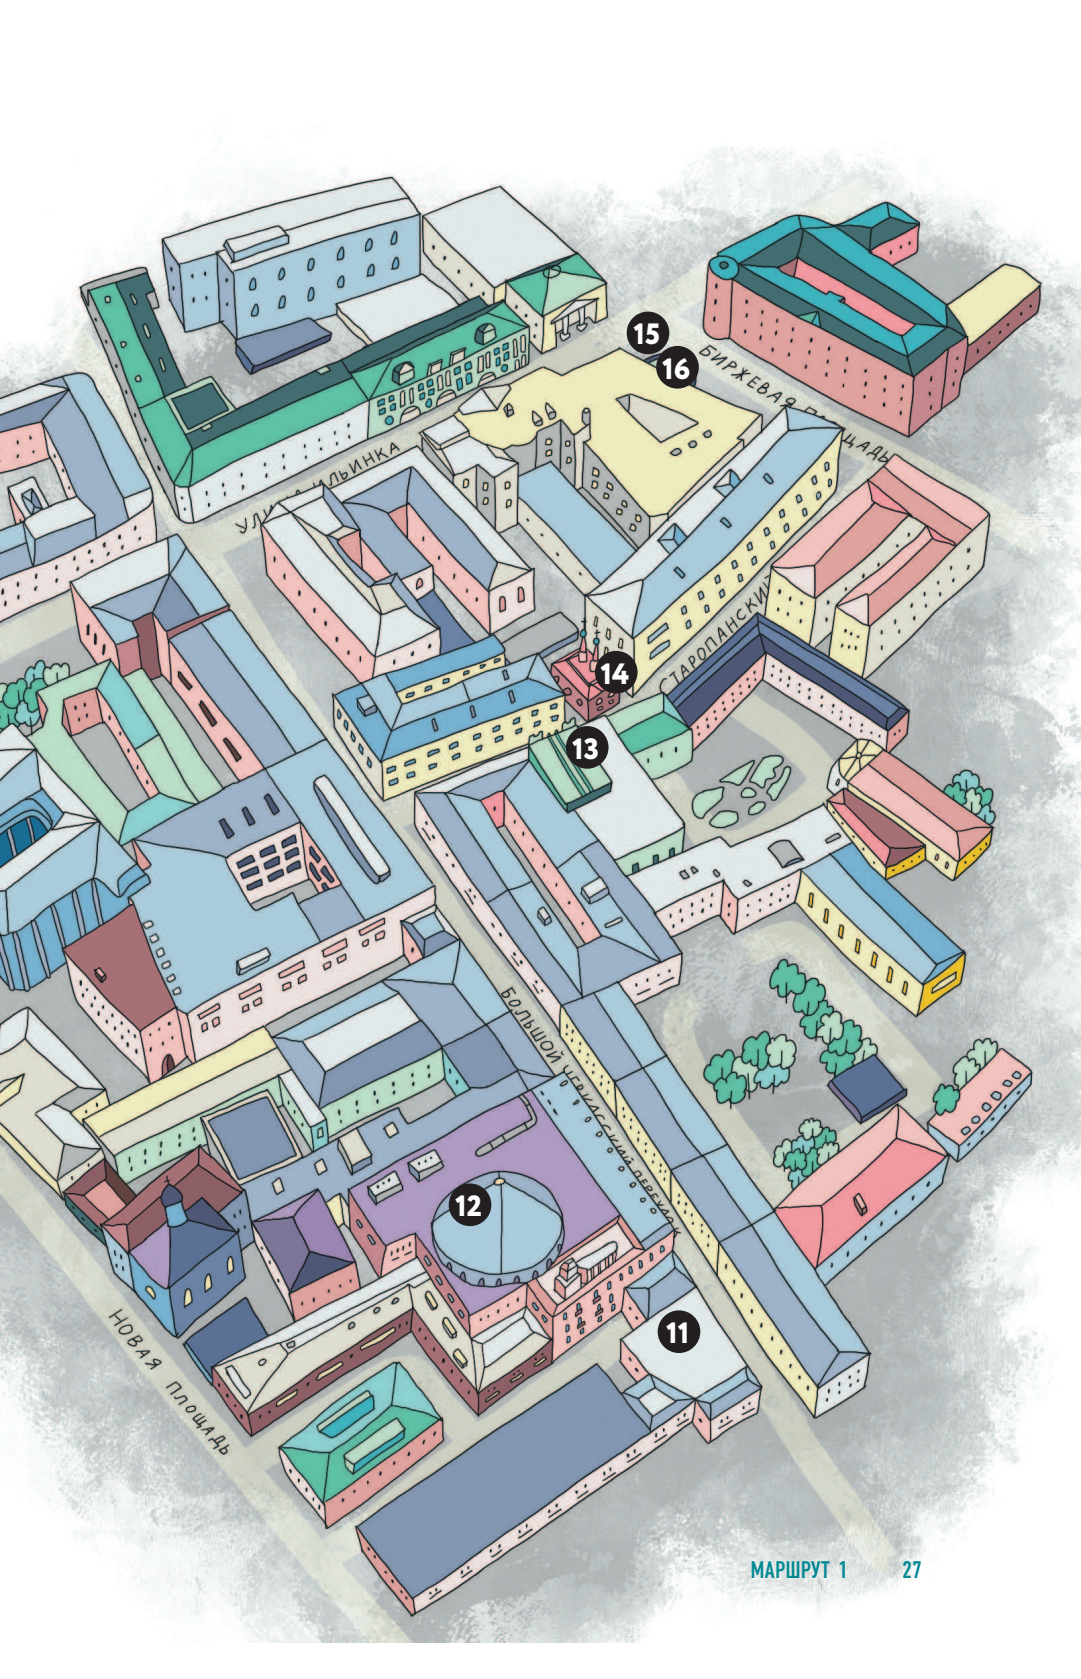 15
16
БИРЖЕВАЯ ПЛОЩАДЬ
УЛИЦА ИЛЬИНКА
СТАРОПАНСКИЙ
14
13
БОЛЬШОЙ ЧЕРКАССКИЙ ПЕРЕУЛОК
12
11
НОВАЯ ПЛОЩАДЬ
МАРШРУТ 1 27